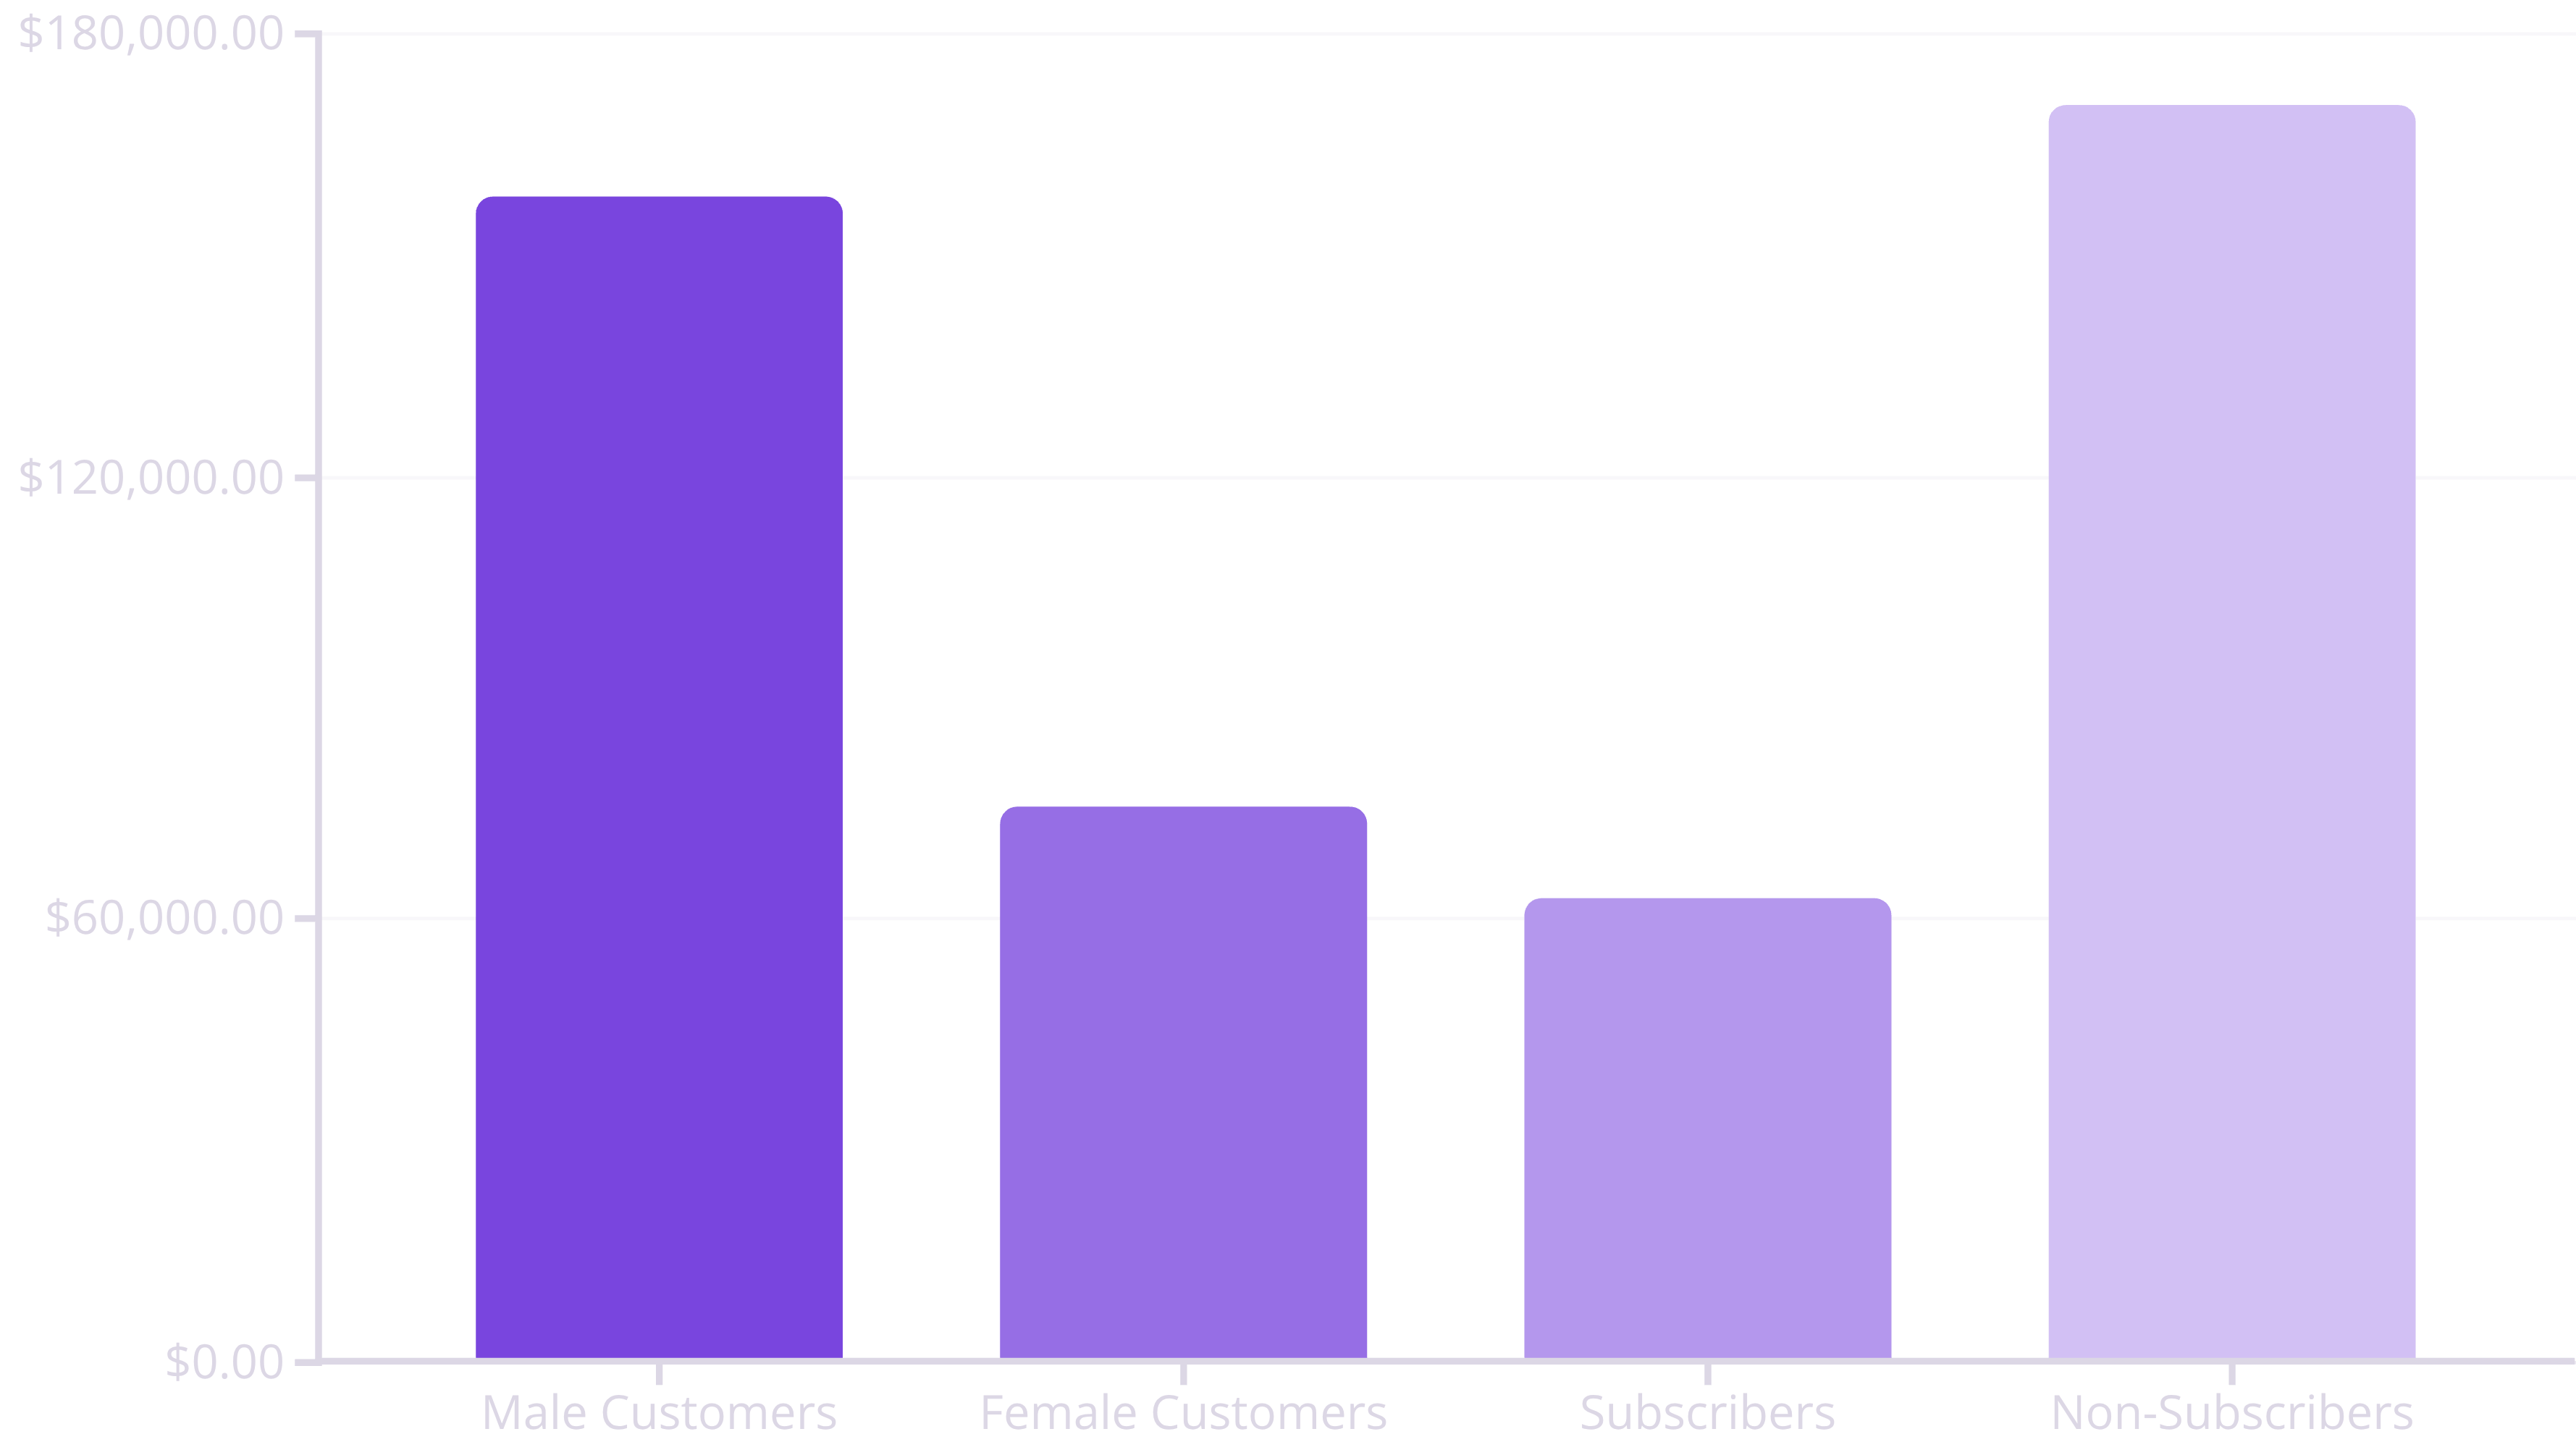 $180,000.00
$120,000.00
$60,000.00
$0.00
Male Customers
Female Customers
Subscribers
Non-Subscribers